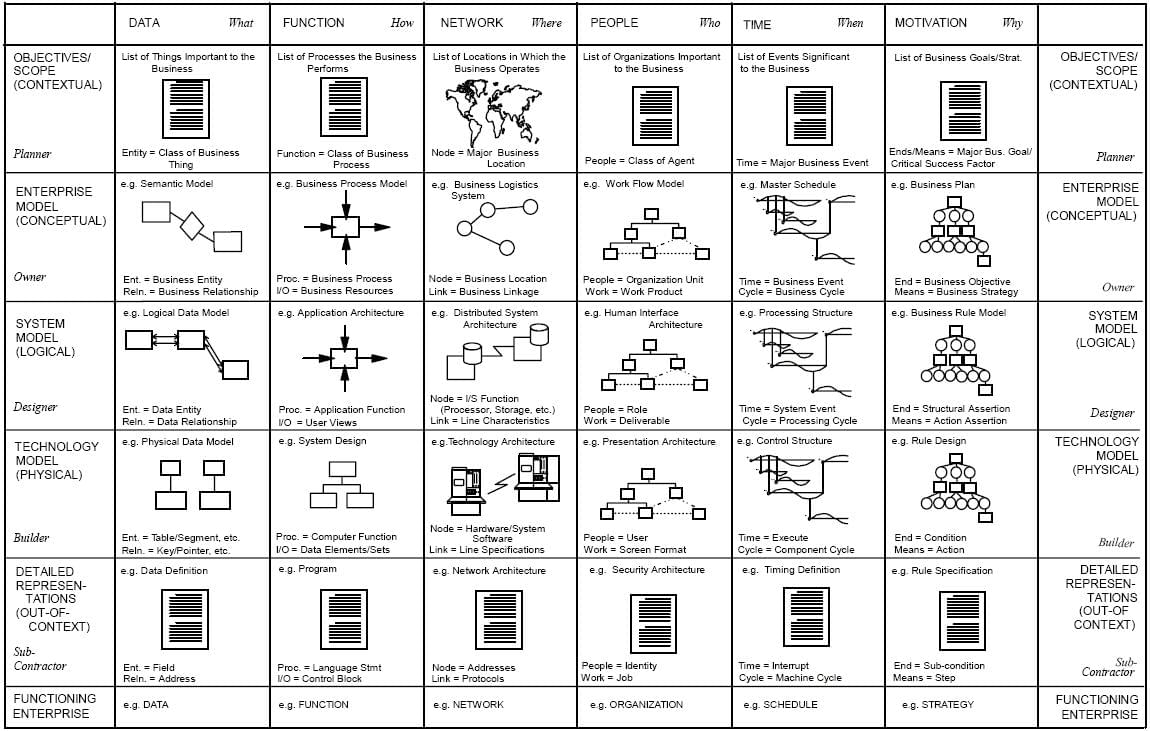 DATA What
FUNCTION How
NETWORK Where
PEOPLE Who
TIME When
MOTIVATION Why
OBJECTIVES/
SCOPE
(CONTEXTUAL)
Planner
List of Things Important to the
Business
Entity = Class of Business
Thing
List of Processes the Business
Performs
Function = Class of Business
Process
List of Locations in Which the
Business Operates
Node = Major Business
Location
List of Organizations Important
to the Business
People = Class of Agent
List of Events Significant
to the Business
Time = Major Business Event
List of Business Goals/Strat.
Ends/Means = Major Bus. Goal/
Critical Success Factor
OBJECTIVES/
SCOPE
(CONTEXTUAL)
Planner
ENTERPRISE
MODEL
(CONCEPTUAL)
Owner
e.g. Semantic Model
Ent. = Business Entity
Reln. = Business Relationship
e.g. Business Process Model
Proc. = Business Process
I/O = Business Resources
e.g. Business Logistics
System
Node = Business Location
Link = Business Linkage
e.g. Work Flow Model
People = Organization Unit
Work = Work Product
e.g. Master Schedule
Time = Business Event
Cycle = Business Cycle
e.g. Business Plan
End = Business Objective
Means = Business Strategy
ENTERPRISE
MODEL
(CONCEPTUAL)
Owner
SYSTEM
MODEL
(LOGICAL)
Designer
e.g. Logical Data Model
Ent. = Data Entity
Reln. = Data Relationship
e.g. Application Architecture
Proc. = Application Function
I/O = User Views
e.g. Distributed System
Architecture
Node = I/S Function
(Processor, Storage, etc.)
Link = Line Characteristics
e.g. Human Interface
Architecture
People = Role
Work = Deliverable
e.g. Processing Structure
Time = System Event
Cycle = Processing Cycle
e.g. Business Rule Model
End = Structural Assertion
Means = Action Assertion
SYSTEM
MODEL
(LOGICAL)
Designer
TECHNOLOGY
MODEL
(PHYSICAL)
Builder
e.g. Physical Data Model
Ent. = Table/Segment, etc.
Reln. = Key/Pointer, etc.
e.g. System Design
Proc. = Computer Function
I/O = Data Elements/Sets
e.g.Technology Architecture
Node = Hardware/System
Software
Link = Line Specifications
e.g. Presentation Architecture
People = User
Work = Screen Format
e.g. Control Structure
Time = Execute
Cycle = Component Cycle
e.g. Rule Design
End = Condition
Means = Action
TECHNOLOGY
MODEL
(PHYSICAL)
Builder
DETAILED
REPRESEN-
TATIONS
(OUT-OF-
CONTEXT)
Sub-
Contractor
e.g. Data Definition
Ent. = Field
Reln. = Address
e.g. Program
Proc. = Language Stmt
I/O = Control Block
e.g. Network Architecture
Node = Addresses
Link = Protocols
e.g. Security Architecture
People = Identity
Work = Job
e.g. Timing Definition
Time = Interrupt
Cycle = Machine Cycle
e.g. Rule Specification
End = Sub-condition
Means = Step
DETAILED
REPRESEN-
TATIONS
(OUT-OF
CONTEXT)
Sub-
Contractor
FUNCTIONING
ENTERPRISE
e.g. DATA
e.g. FUNCTION
e.g. NETWORK
e.g. ORGANIZATION
e.g. SCHEDULE
e.g. STRATEGY
FUNCTIONING
ENTERPRISE